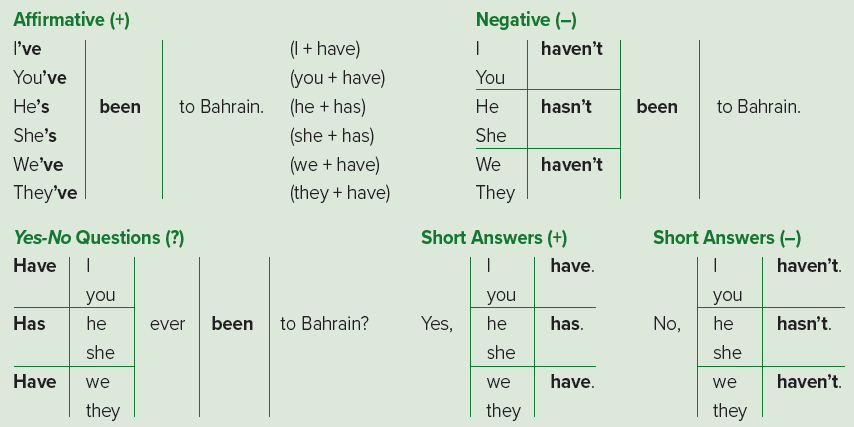 Affirmative (+)
I've (I + have)
You've (you + have)
He's been to Bahrain. (he + has)
She's (she + has)
We've (we + have)
They've (they + have)
Negative (–)
I haven't
You
He hasn't been to Bahrain.
She
We haven't
They
Yes-No Questions (?)
Have I
you
Has he ever been to Bahrain?
she
Have we
they
Short Answers (+)
I have.
you
Yes, he has.
she
we have.
they
Short Answers (–)
I haven't.
you
No, he hasn't.
she
we haven't.
they